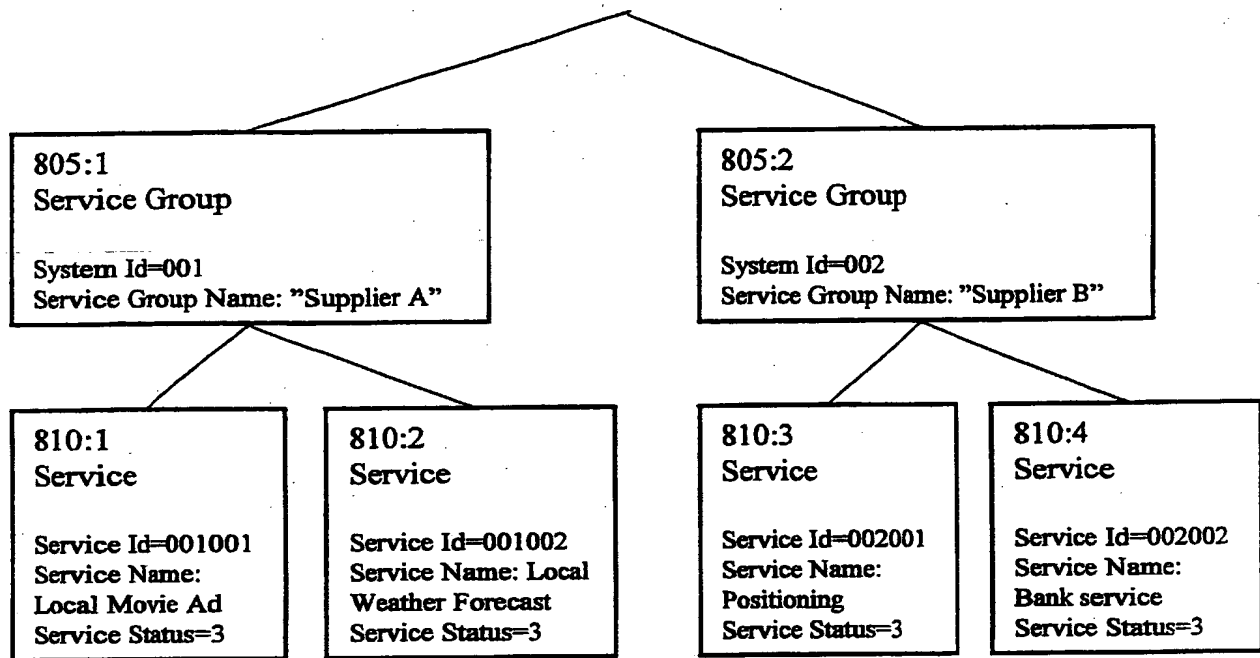 805:1
Service Group
System Id=001
Service Group Name: ”Supplier A”
805:2
Service Group
System Id=002
Service Group Name: ”Supplier B”
810:1
Service
Service Id=001001
Service Name:
Local Movie Ad
Service Status=3
810:2
Service
Service Id=001002
Service Name: Local
Weather Forecast
Service Status=3
810:3
Service
Service Id=002001
Service Name:
Positioning
Service Status=3
810:4
Service
Service Id=002002
Service Name:
Bank service
Service Status=3